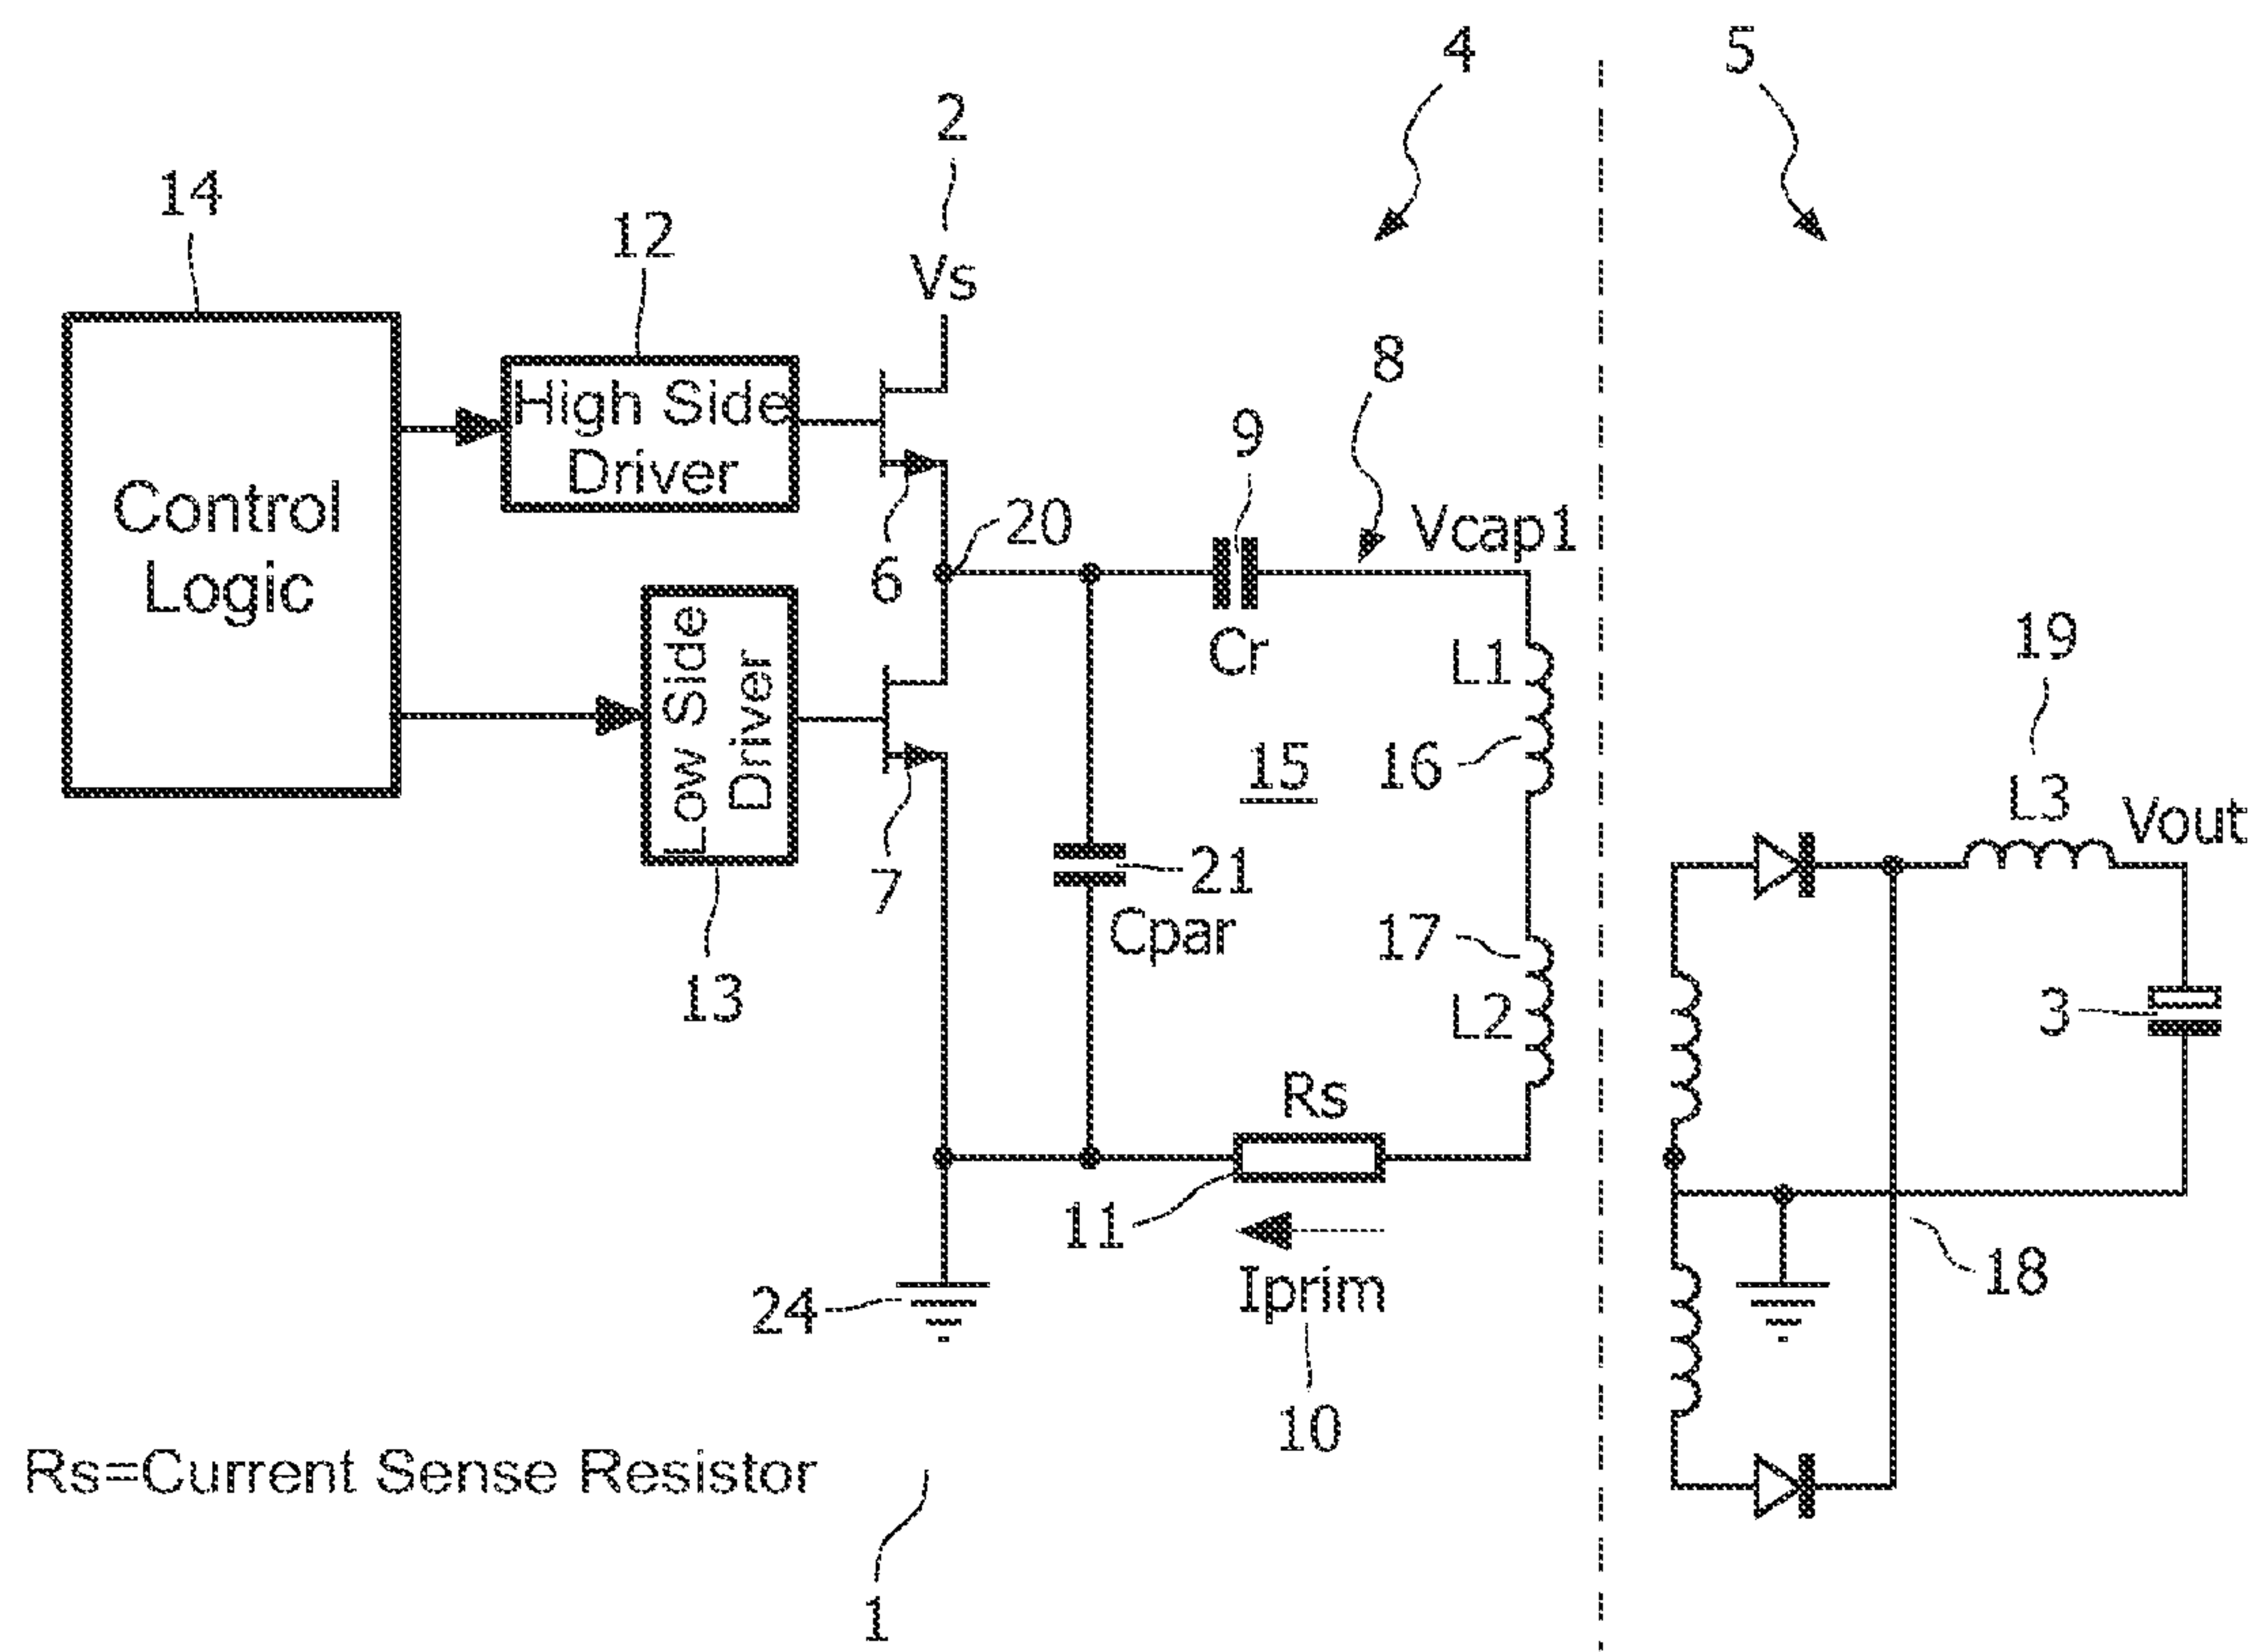 4
5
2
14
12
Vs
8
High Side
Driver
9
Control
Logic
20
Vcap1
6
Cr
L1
19
Low Side
Driver
15
16
L3
Vout
7
21
Cpar
17
13
L2
3
Rs
11
18
24
Iprim
10
Rs=Current Sense Resistor
1